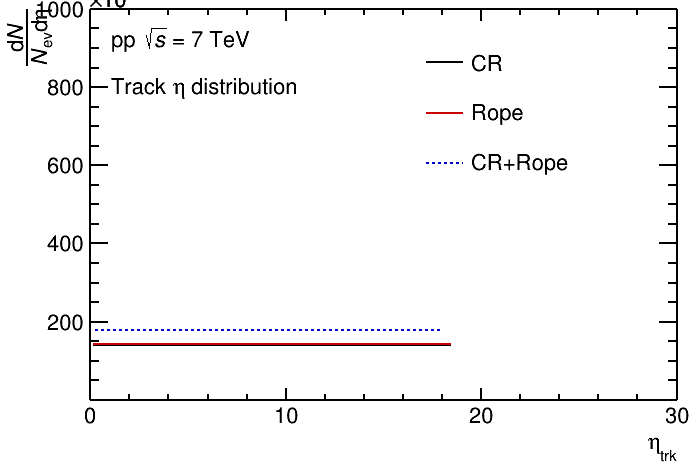 ×10
1000
800
600
400
200
0
10
20
30
dN
N_ev dη
pp √s = 7 TeV
Track η distribution
CR
Rope
CR+Rope
η_trk